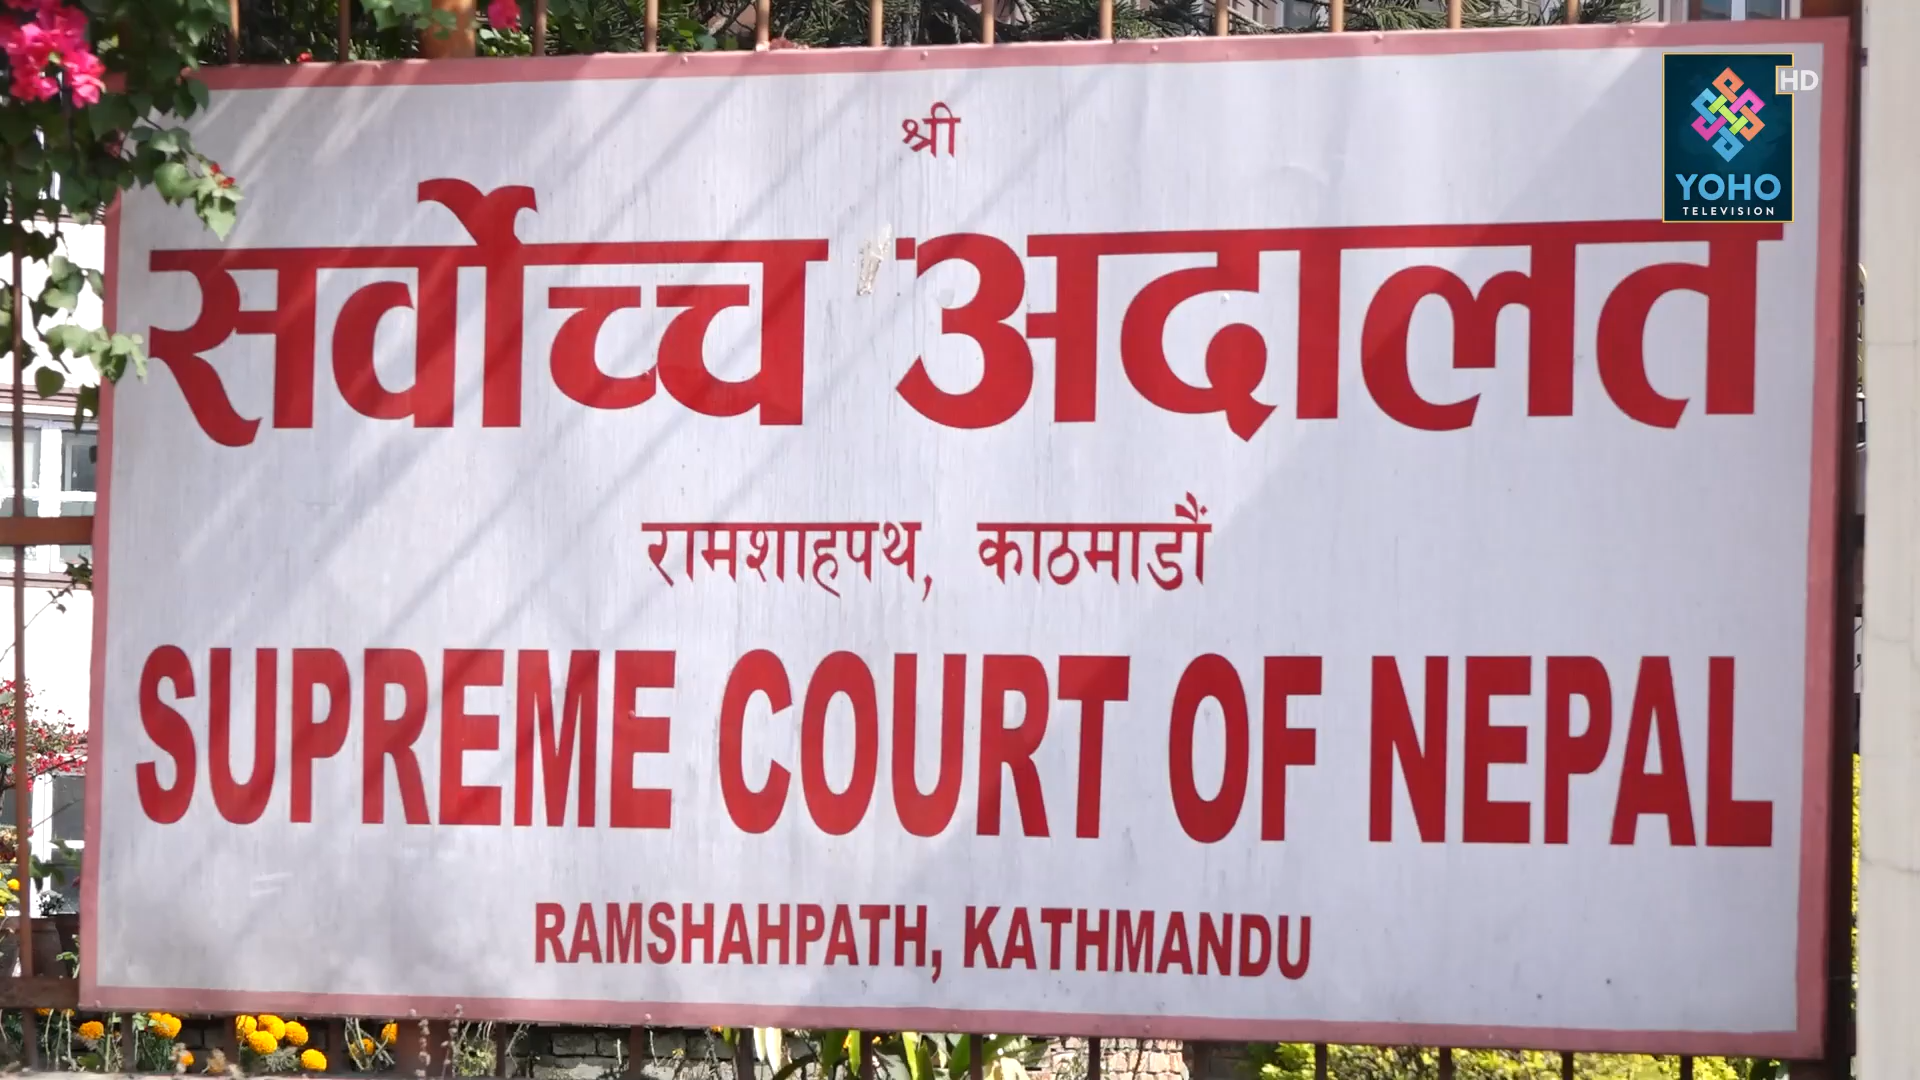 श्री
सर्वोच्च अदालत
रामशाहपथ, काठमाडौं
SUPREME COURT OF NEPAL
RAMSHAHPATH, KATHMANDU
HD
YOHO
TELEVISION